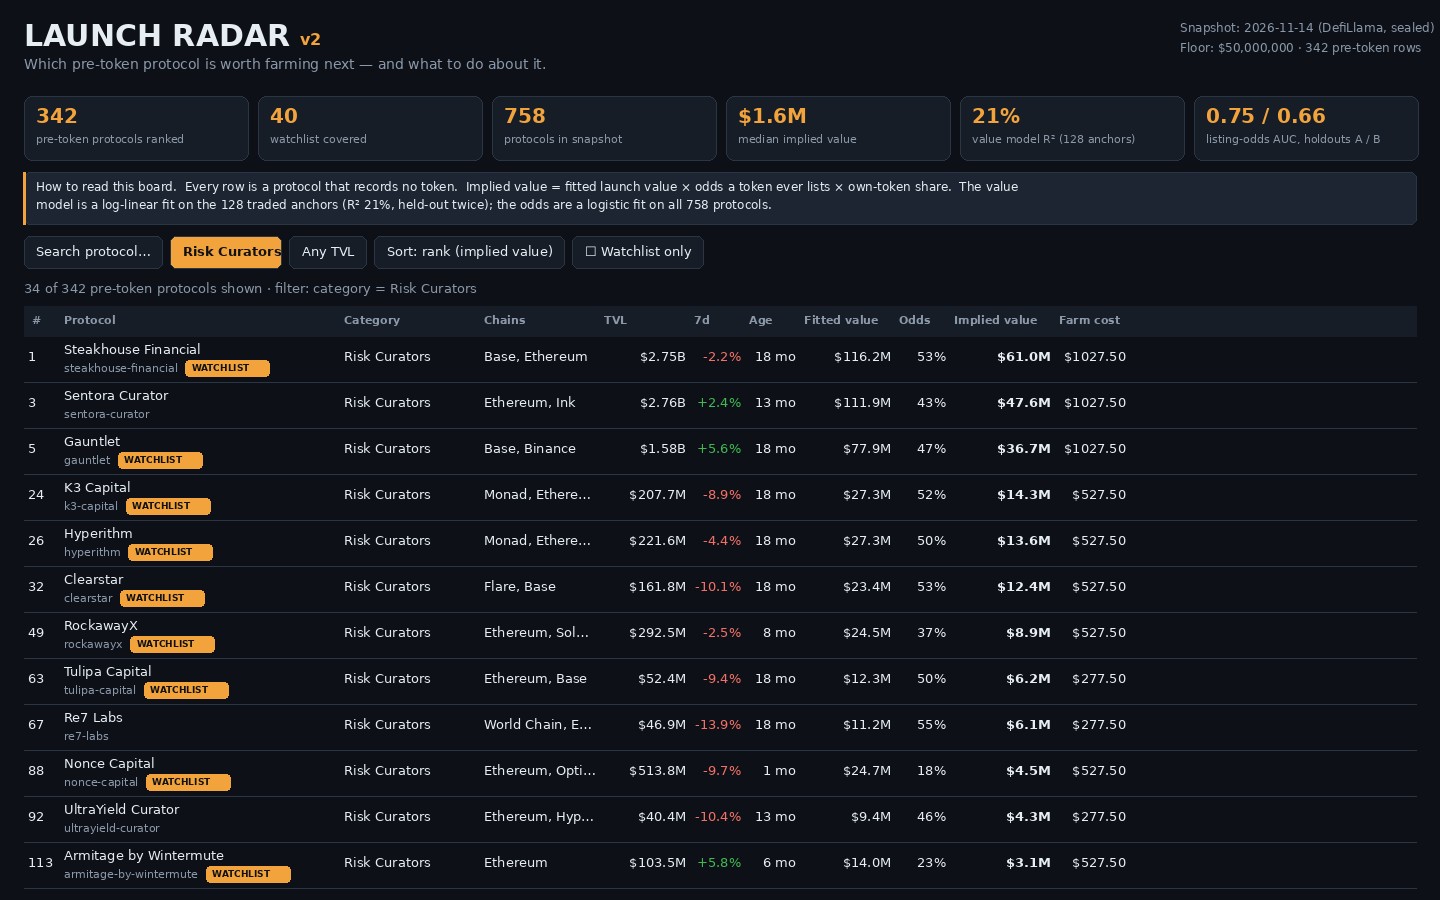 LAUNCH RADAR v2
Which pre-token protocol is worth farming next — and what to do about it.
Snapshot: 2026-11-14 (DefiLlama, sealed)
Floor: $50,000,000 · 342 pre-token rows
342
pre-token protocols ranked
40
watchlist covered
758
protocols in snapshot
$1.6M
median implied value
21%
value model R² (128 anchors)
0.75 / 0.66
listing-odds AUC, holdouts A / B
How to read this board. Every row is a protocol that records no token. Implied value = fitted launch value × odds a token ever lists × own-token share. The value
model is a log-linear fit on the 128 traded anchors (R² 21%, held-out twice); the odds are a logistic fit on all 758 protocols.
Search protocol... Risk Curators Any TVL Sort: rank (implied value) ☐ Watchlist only
34 of 342 pre-token protocols shown · filter: category = Risk Curators
# Protocol Category Chains TVL 7d Age Fitted value Odds Implied value Farm cost
1 Steakhouse Financial Risk Curators Base, Ethereum $2.75B -2.2% 18 mo $116.2M 53% $61.0M $1027.50
steakhouse-financial WATCHLIST
3 Sentora Curator Risk Curators Ethereum, Ink $2.76B +2.4% 13 mo $111.9M 43% $47.6M $1027.50
sentora-curator
5 Gauntlet Risk Curators Base, Binance $1.58B +5.6% 18 mo $77.9M 47% $36.7M $1027.50
gauntlet WATCHLIST
24 K3 Capital Risk Curators Monad, Ethere... $207.7M -8.9% 18 mo $27.3M 52% $14.3M $527.50
k3-capital WATCHLIST
26 Hyperithm Risk Curators Monad, Ethere... $221.6M -4.4% 18 mo $27.3M 50% $13.6M $527.50
hyperithm WATCHLIST
32 Clearstar Risk Curators Flare, Base $161.8M -10.1% 18 mo $23.4M 53% $12.4M $527.50
clearstar WATCHLIST
49 RockawayX Risk Curators Ethereum, Sol... $292.5M -2.5% 8 mo $24.5M 37% $8.9M $527.50
rockawayx WATCHLIST
63 Tulipa Capital Risk Curators Ethereum, Base $52.4M -9.4% 18 mo $12.3M 50% $6.2M $277.50
tulipa-capital WATCHLIST
67 Re7 Labs Risk Curators World Chain, E... $46.9M -13.9% 18 mo $11.2M 55% $6.1M $277.50
re7-labs
88 Nonce Capital Risk Curators Ethereum, Opti... $513.8M -9.7% 1 mo $24.7M 18% $4.5M $527.50
nonce-capital WATCHLIST
92 UltraYield Curator Risk Curators Ethereum, Hyp... $40.4M -10.4% 13 mo $9.4M 46% $4.3M $277.50
ultrayield-curator
113 Armitage by Wintermute Risk Curators Ethereum $103.5M +5.8% 6 mo $14.0M 23% $3.1M $527.50
armitage-by-wintermute WATCHLIST